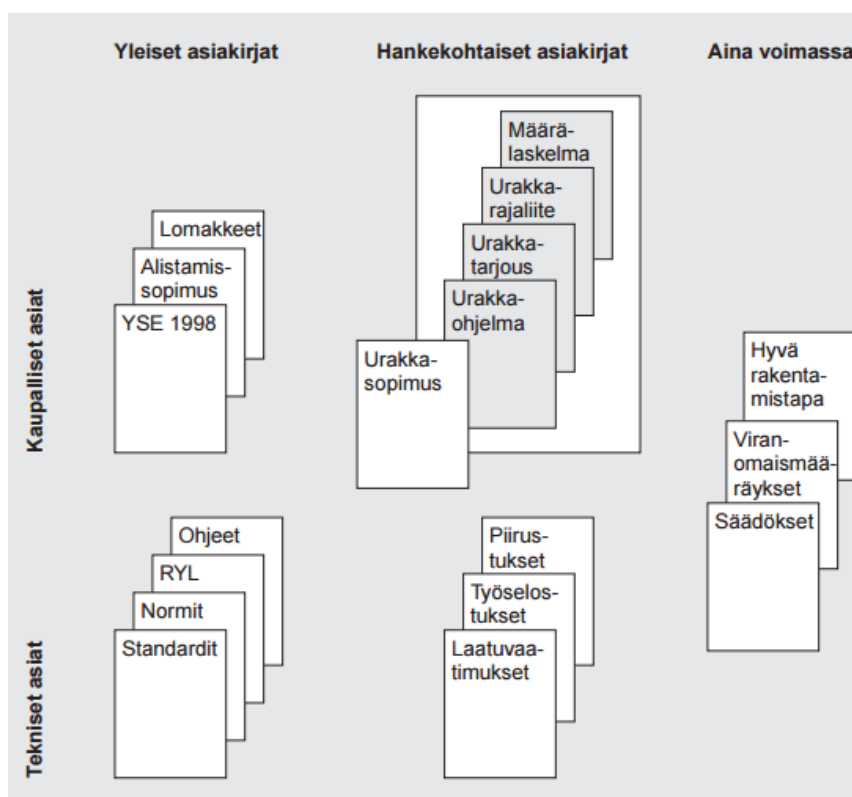 Yleiset asiakirjat
Hankekohtaiset asiakirjat
Aina voimassa
Kaupalliset asiat
Lomakkeet
Alistamis-
sopimus
YSE 1998
Määrä-
laskelma
Urakka-
rajaliite
Urakka-
tarjous
Urakka-
ohjelma
Urakka-
sopimus
Hyvä
rakenta-
mistapa
Viran-
omaismää-
räykset
Säädökset
Tekniset asiat
Ohjeet
RYL
Normit
Standardit
Piirus-
tukset
Työselos-
tukset
Laatuvaa-
timukset